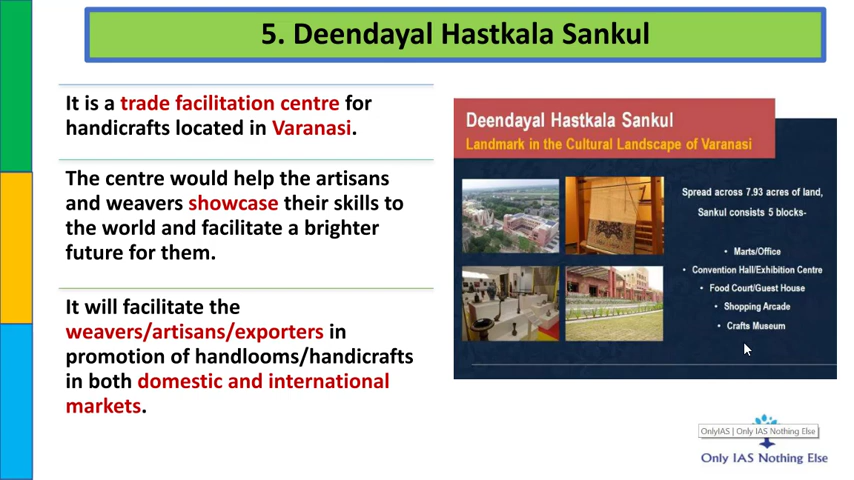 5. Deendayal Hastkala Sankul
It is a trade facilitation centre for
handicrafts located in Varanasi.
The centre would help the artisans
and weavers showcase their skills to
the world and facilitate a brighter
future for them.
It will facilitate the
weavers/artisans/exporters in
promotion of handlooms/handicrafts
in both domestic and international
markets.
Deendayal Hastkala Sankul
Landmark in the Cultural Landscape of Varanasi
Spread across 7.93 acres of land,
Sankul consists 5 blocks-
• Marts/Office
• Convention Hall/Exhibition Centre
• Food Court/Guest House
• Shopping Arcade
• Crafts Museum
OnlyIAS | Only IAS Nothing Else
Only IAS Nothing Else